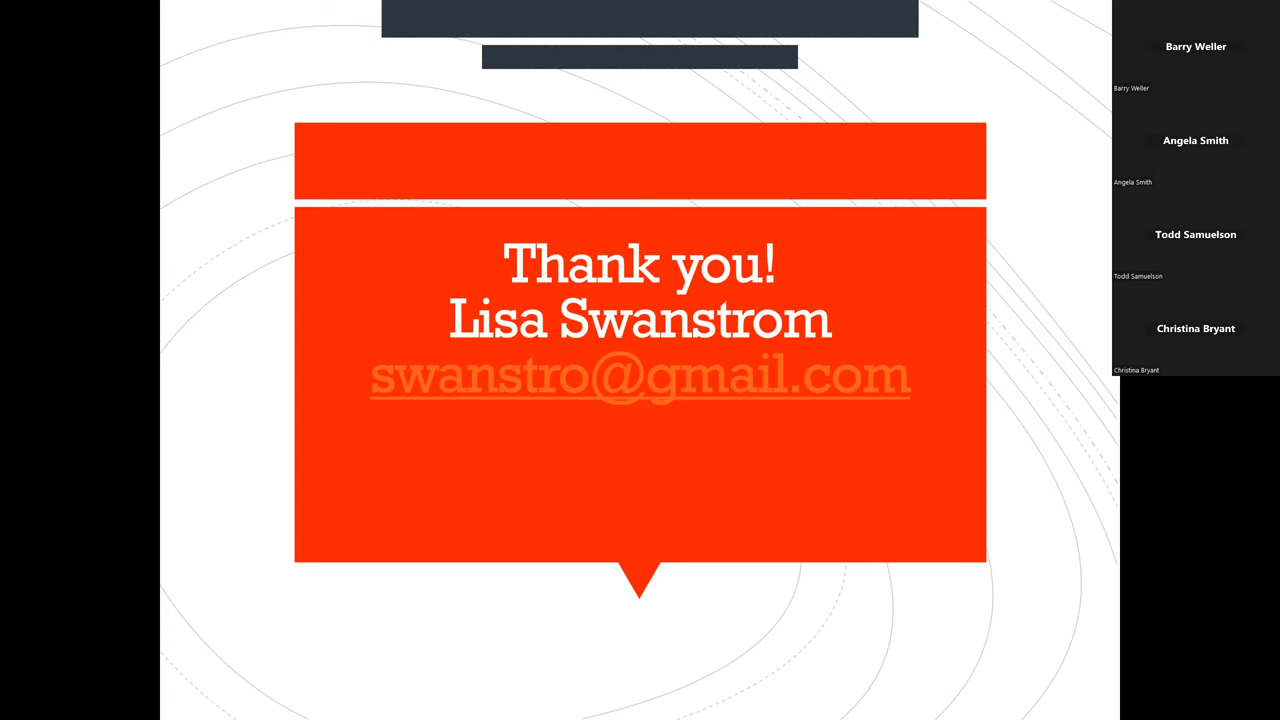 Thank you!
Lisa Swanstrom
swanstro@gmail.com
Barry Weller
Barry Weller
Angela Smith
Angela Smith
Todd Samuelson
Todd Samuelson
Christina Bryant
Christina Bryant